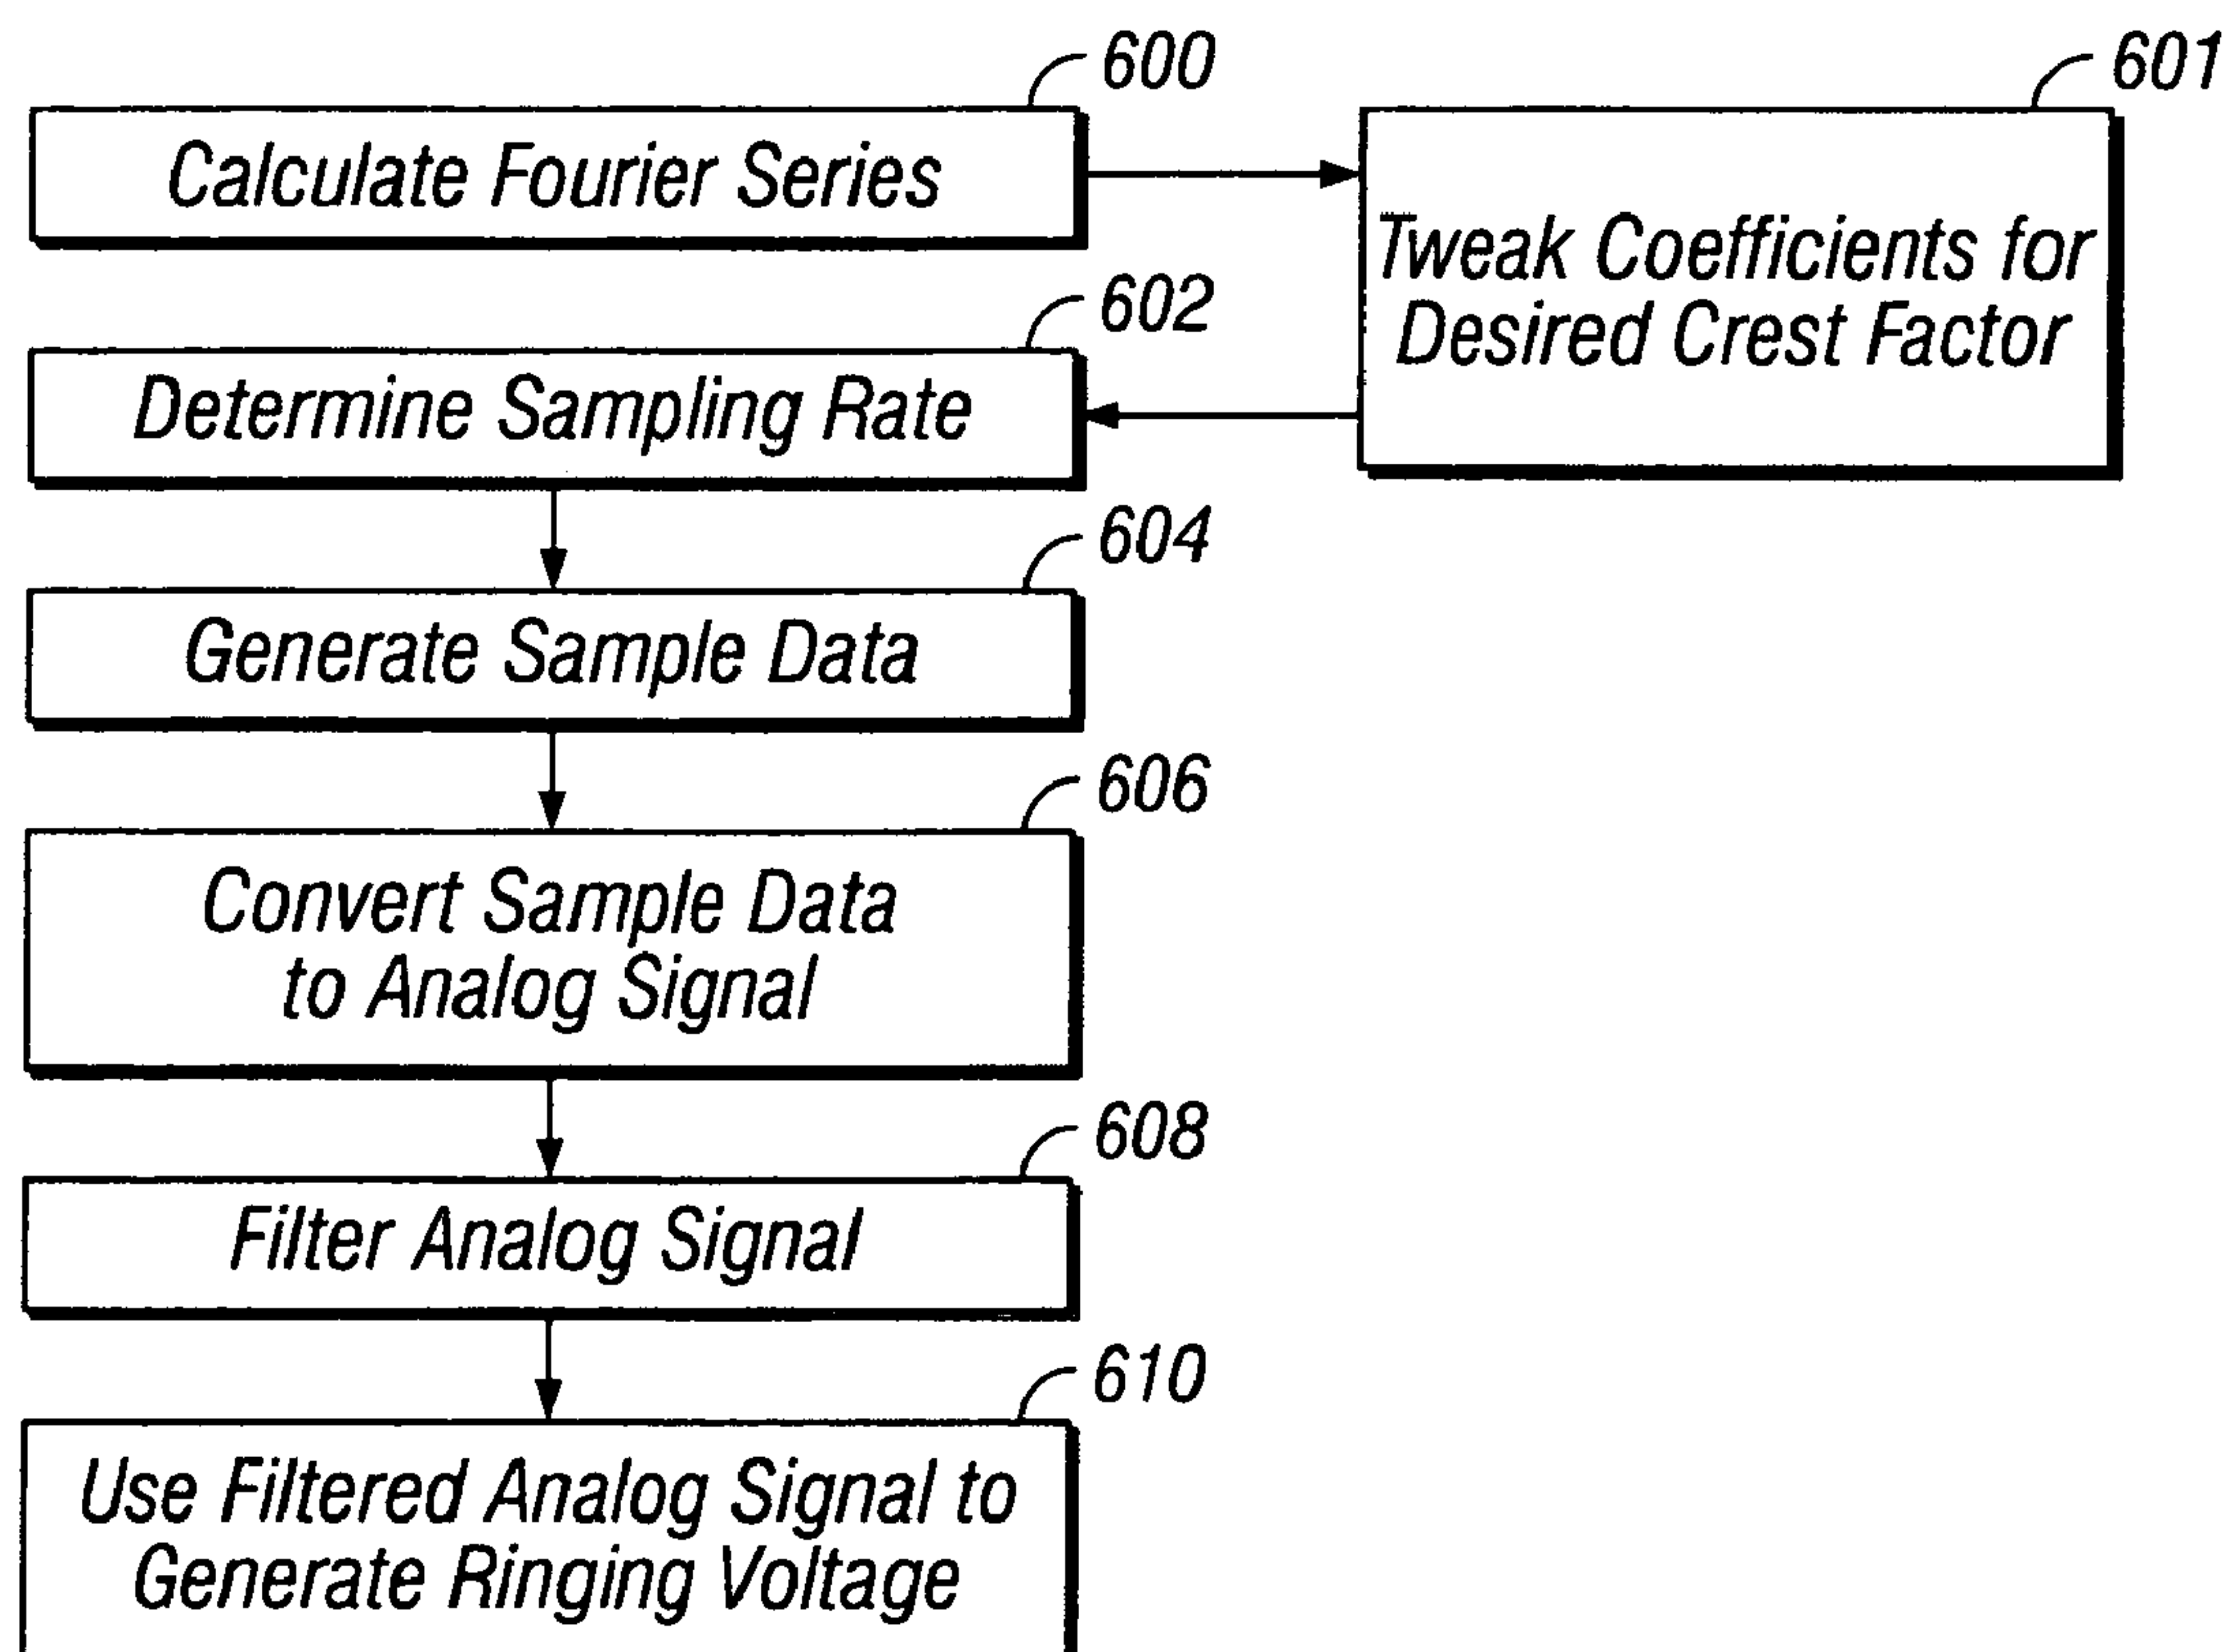 600
Calculate Fourier Series
601
Tweak Coefficients for
Desired Crest Factor
602
Determine Sampling Rate
604
Generate Sample Data
606
Convert Sample Data
to Analog Signal
608
Filter Analog Signal
610
Use Filtered Analog Signal to
Generate Ringing Voltage